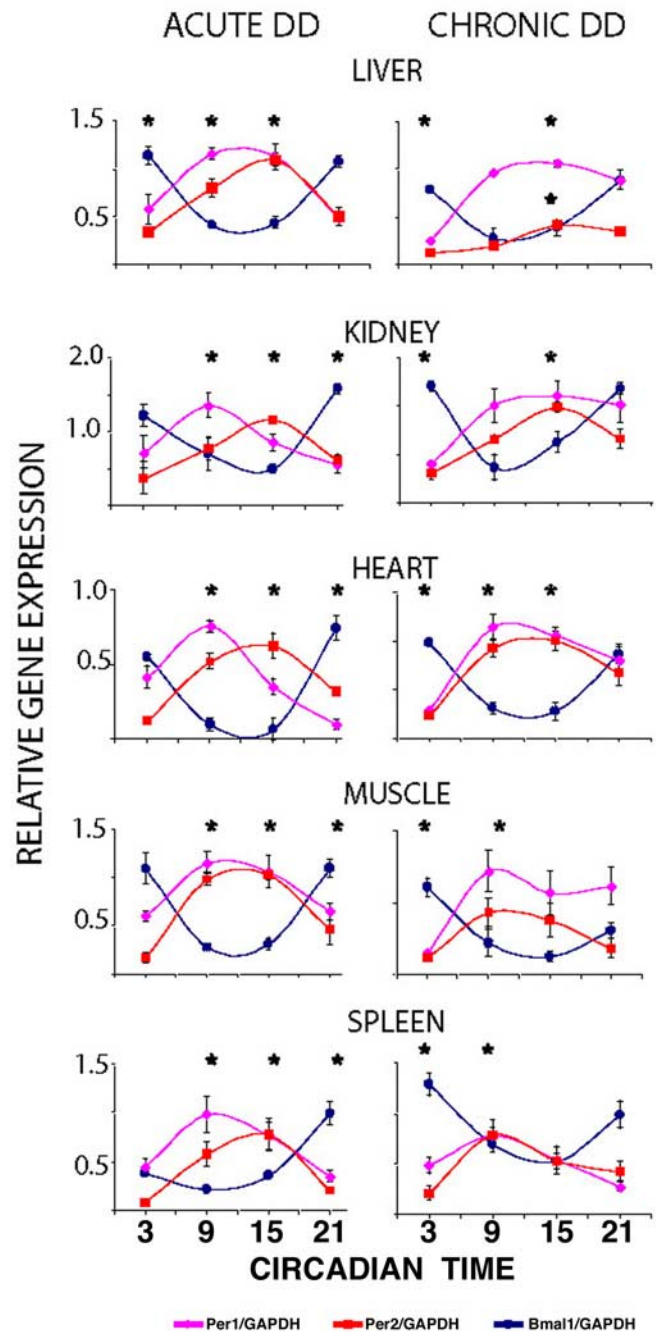 ACUTE DD CHRONIC DD
LIVER
* * * * *
1.5
*
0.5
KIDNEY
2.0 * * * * *
1.0
HEART
1.0 * * * * * *
0.5
MUSCLE
1.5 * * * * *
0.5
SPLEEN
1.5 * * * * *
0.5
RELATIVE GENE EXPRESSION
3 9 15 21 3 9 15 21
CIRCADIAN TIME
Per1/GAPDH Per2/GAPDH Bmal1/GAPDH